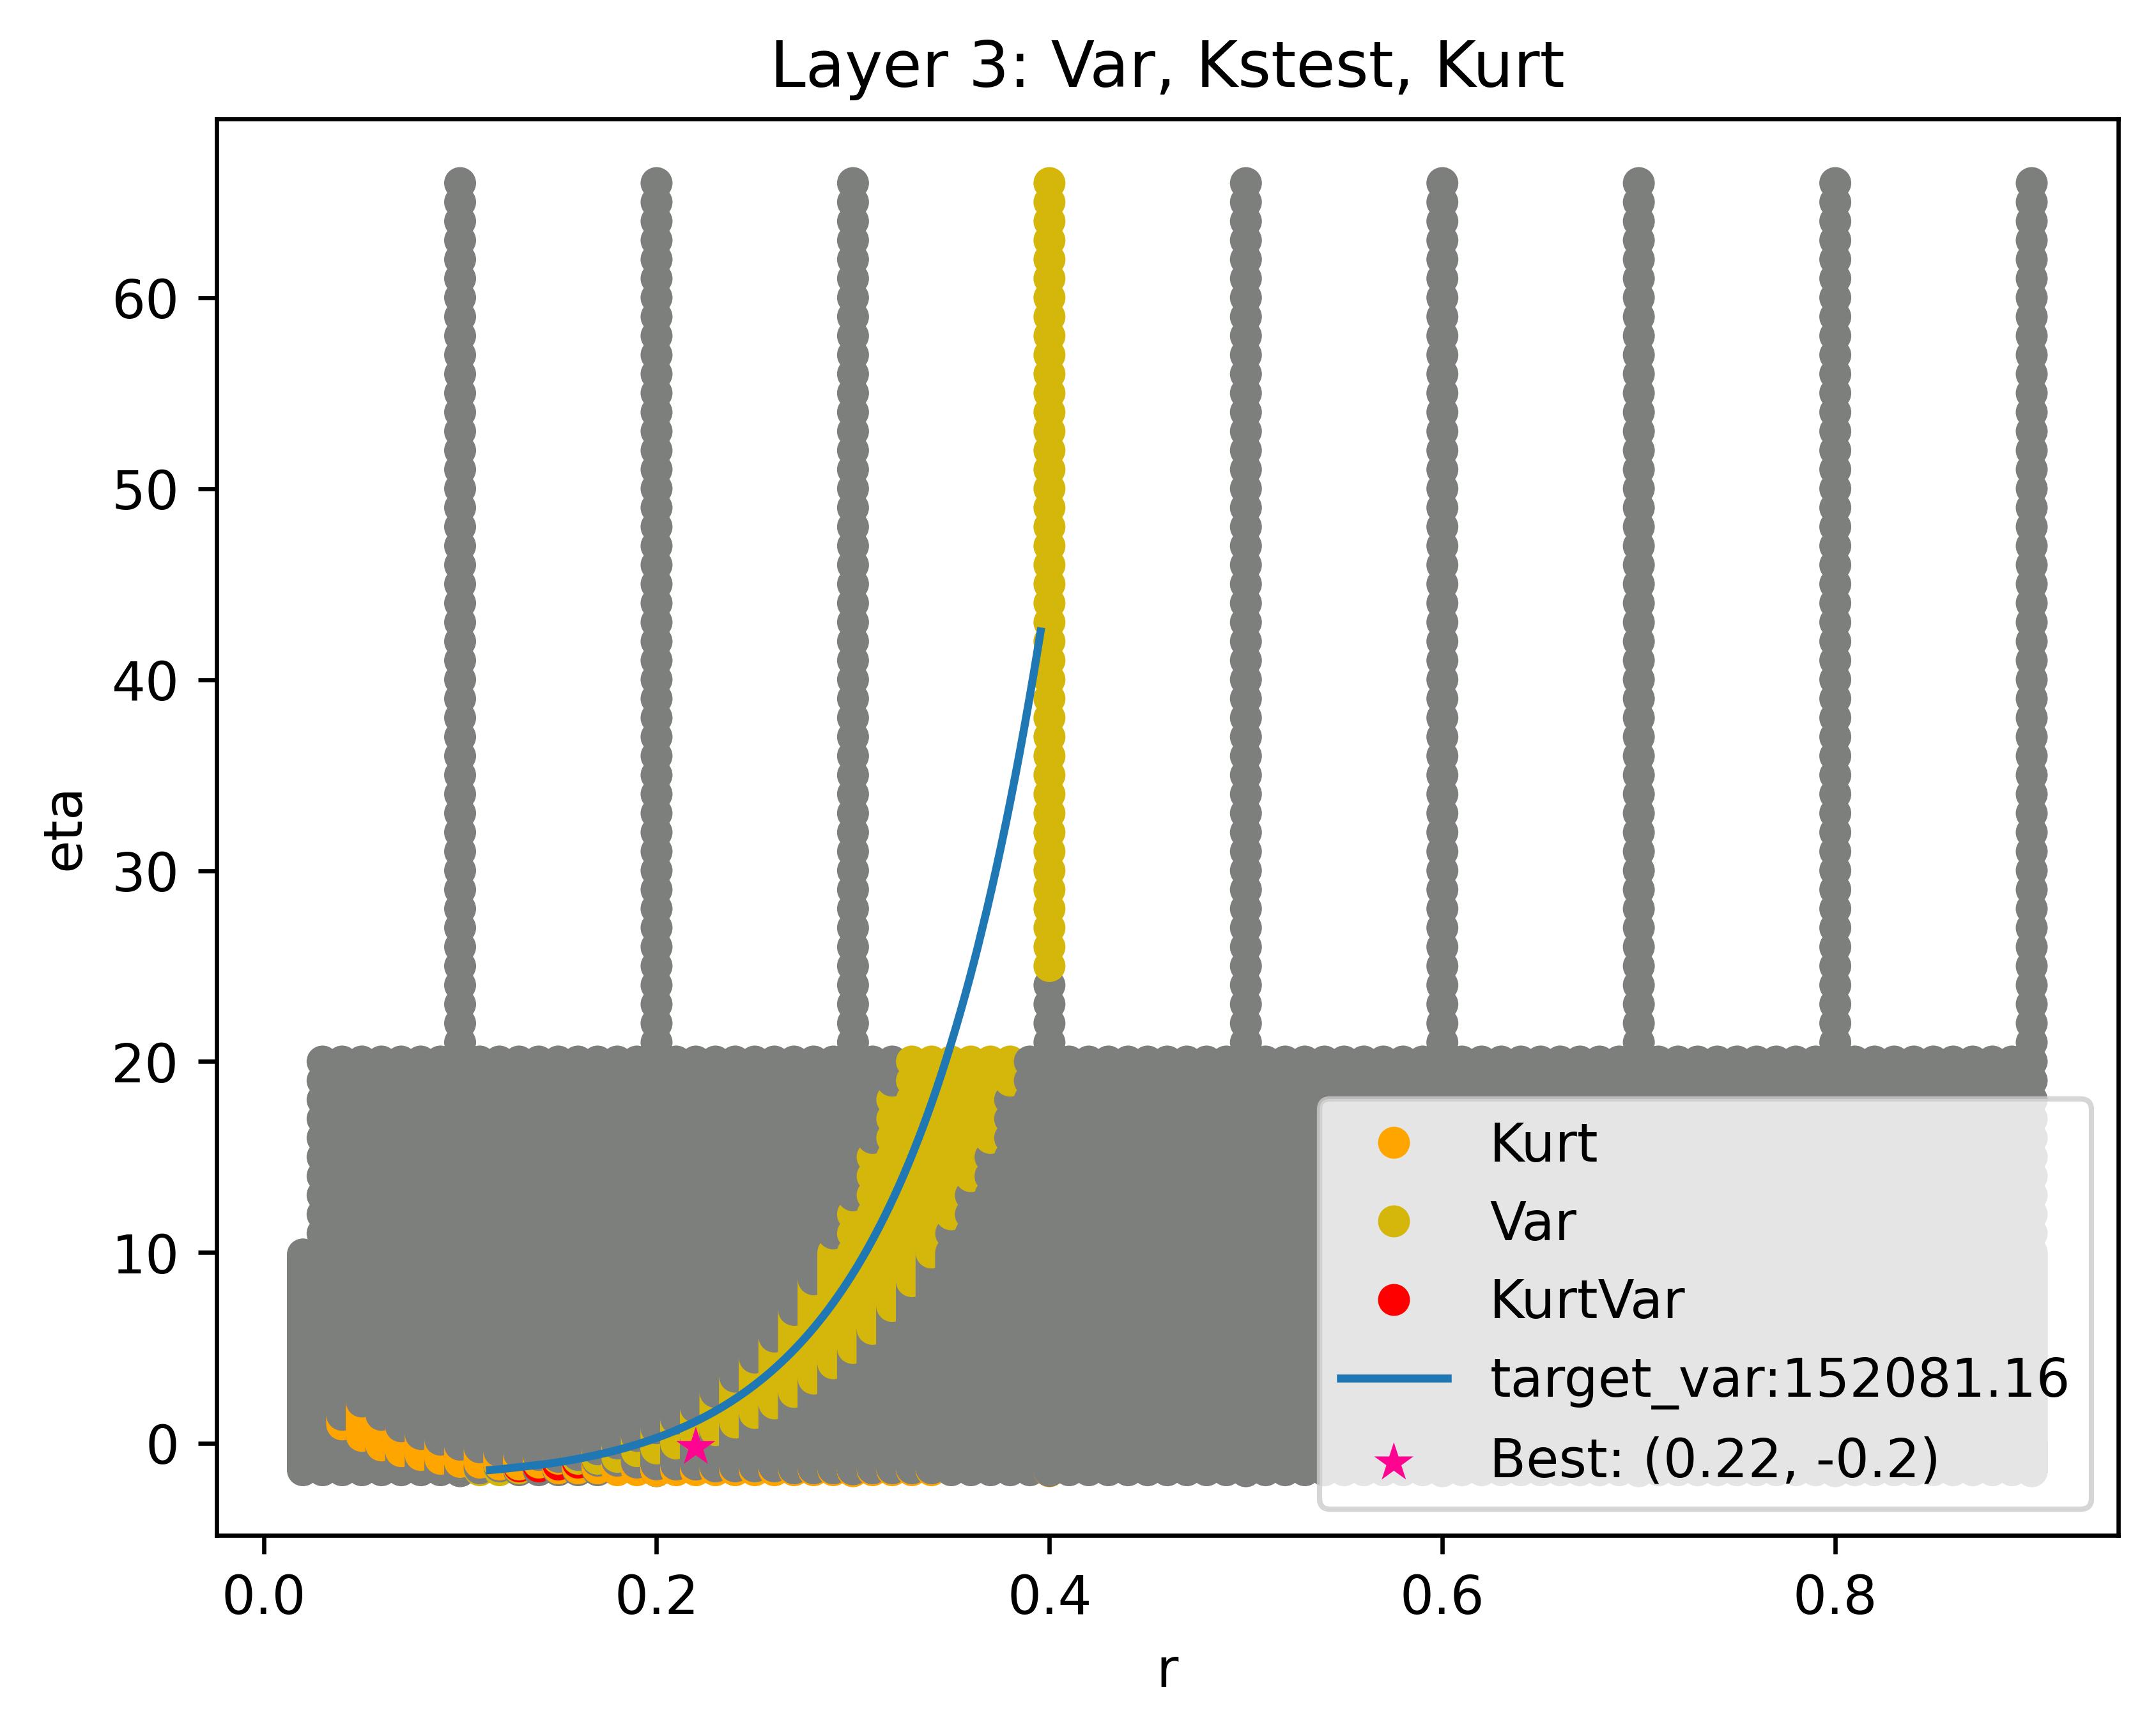 Layer 3: Var, Kstest, Kurt
eta
60
50
40
30
20
10
0
Kurt
Var
KurtVar
target_var:152081.16
Best: (0.22, -0.2)
0.0 0.2 0.4 0.6 0.8
r